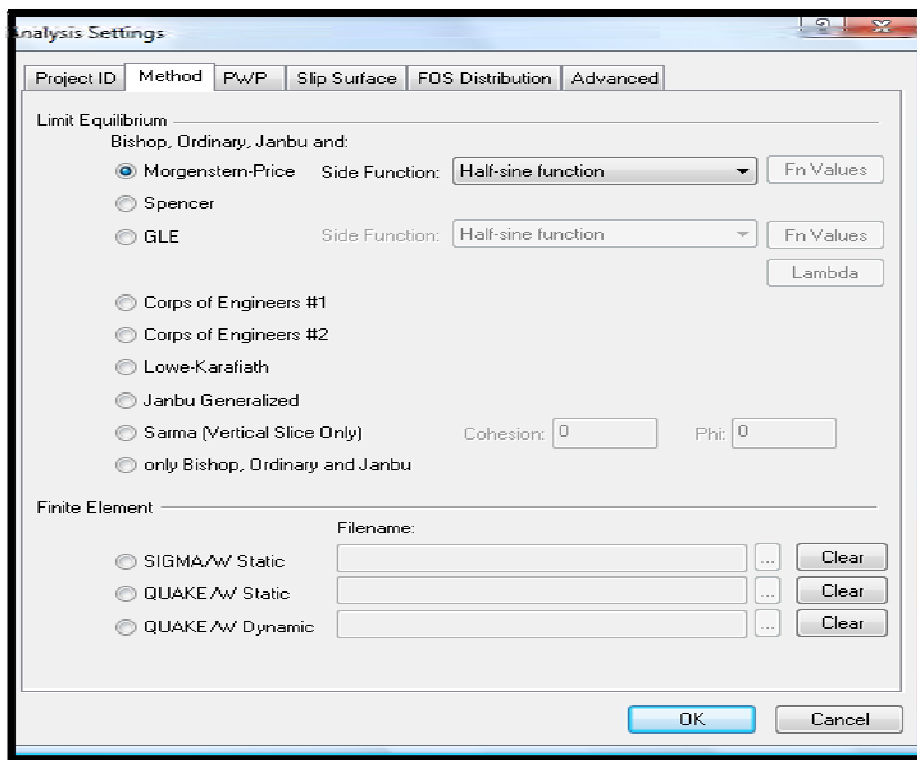 Analysis Settings
Project ID Method PWP Slip Surface FOS Distribution Advanced
Limit Equilibrium
Bishop, Ordinary, Janbu and:
Morgenstern-Price Side Function: Half-sine function Fn Values
Spencer
GLE Side Function: Half-sine function Fn Values
Lambda
Corps of Engineers #1
Corps of Engineers #2
Lowe-Karafiath
Janbu Generalized
Sarma (Vertical Slice Only) Cohesion: 0 Phi: 0
only Bishop, Ordinary and Janbu
Finite Element
Filename:
SIGMA/W Static ... Clear
QUAKE/W Static ... Clear
QUAKE/W Dynamic ... Clear
OK Cancel